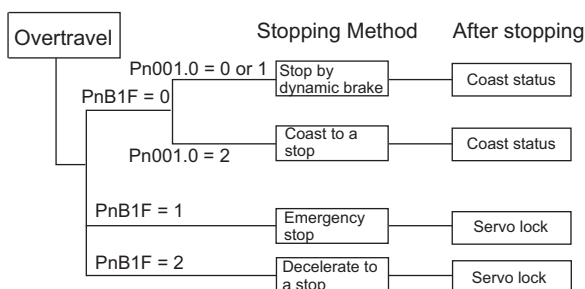 Overtravel
Stopping Method
After stopping
Pn001.0 = 0 or 1
Stop by
dynamic brake
Coast status
PnB1F = 0
Pn001.0 = 2
Coast to a
stop
Coast status
PnB1F = 1
Emergency
stop
Servo lock
PnB1F = 2
Decelerate to
a stop
Servo lock